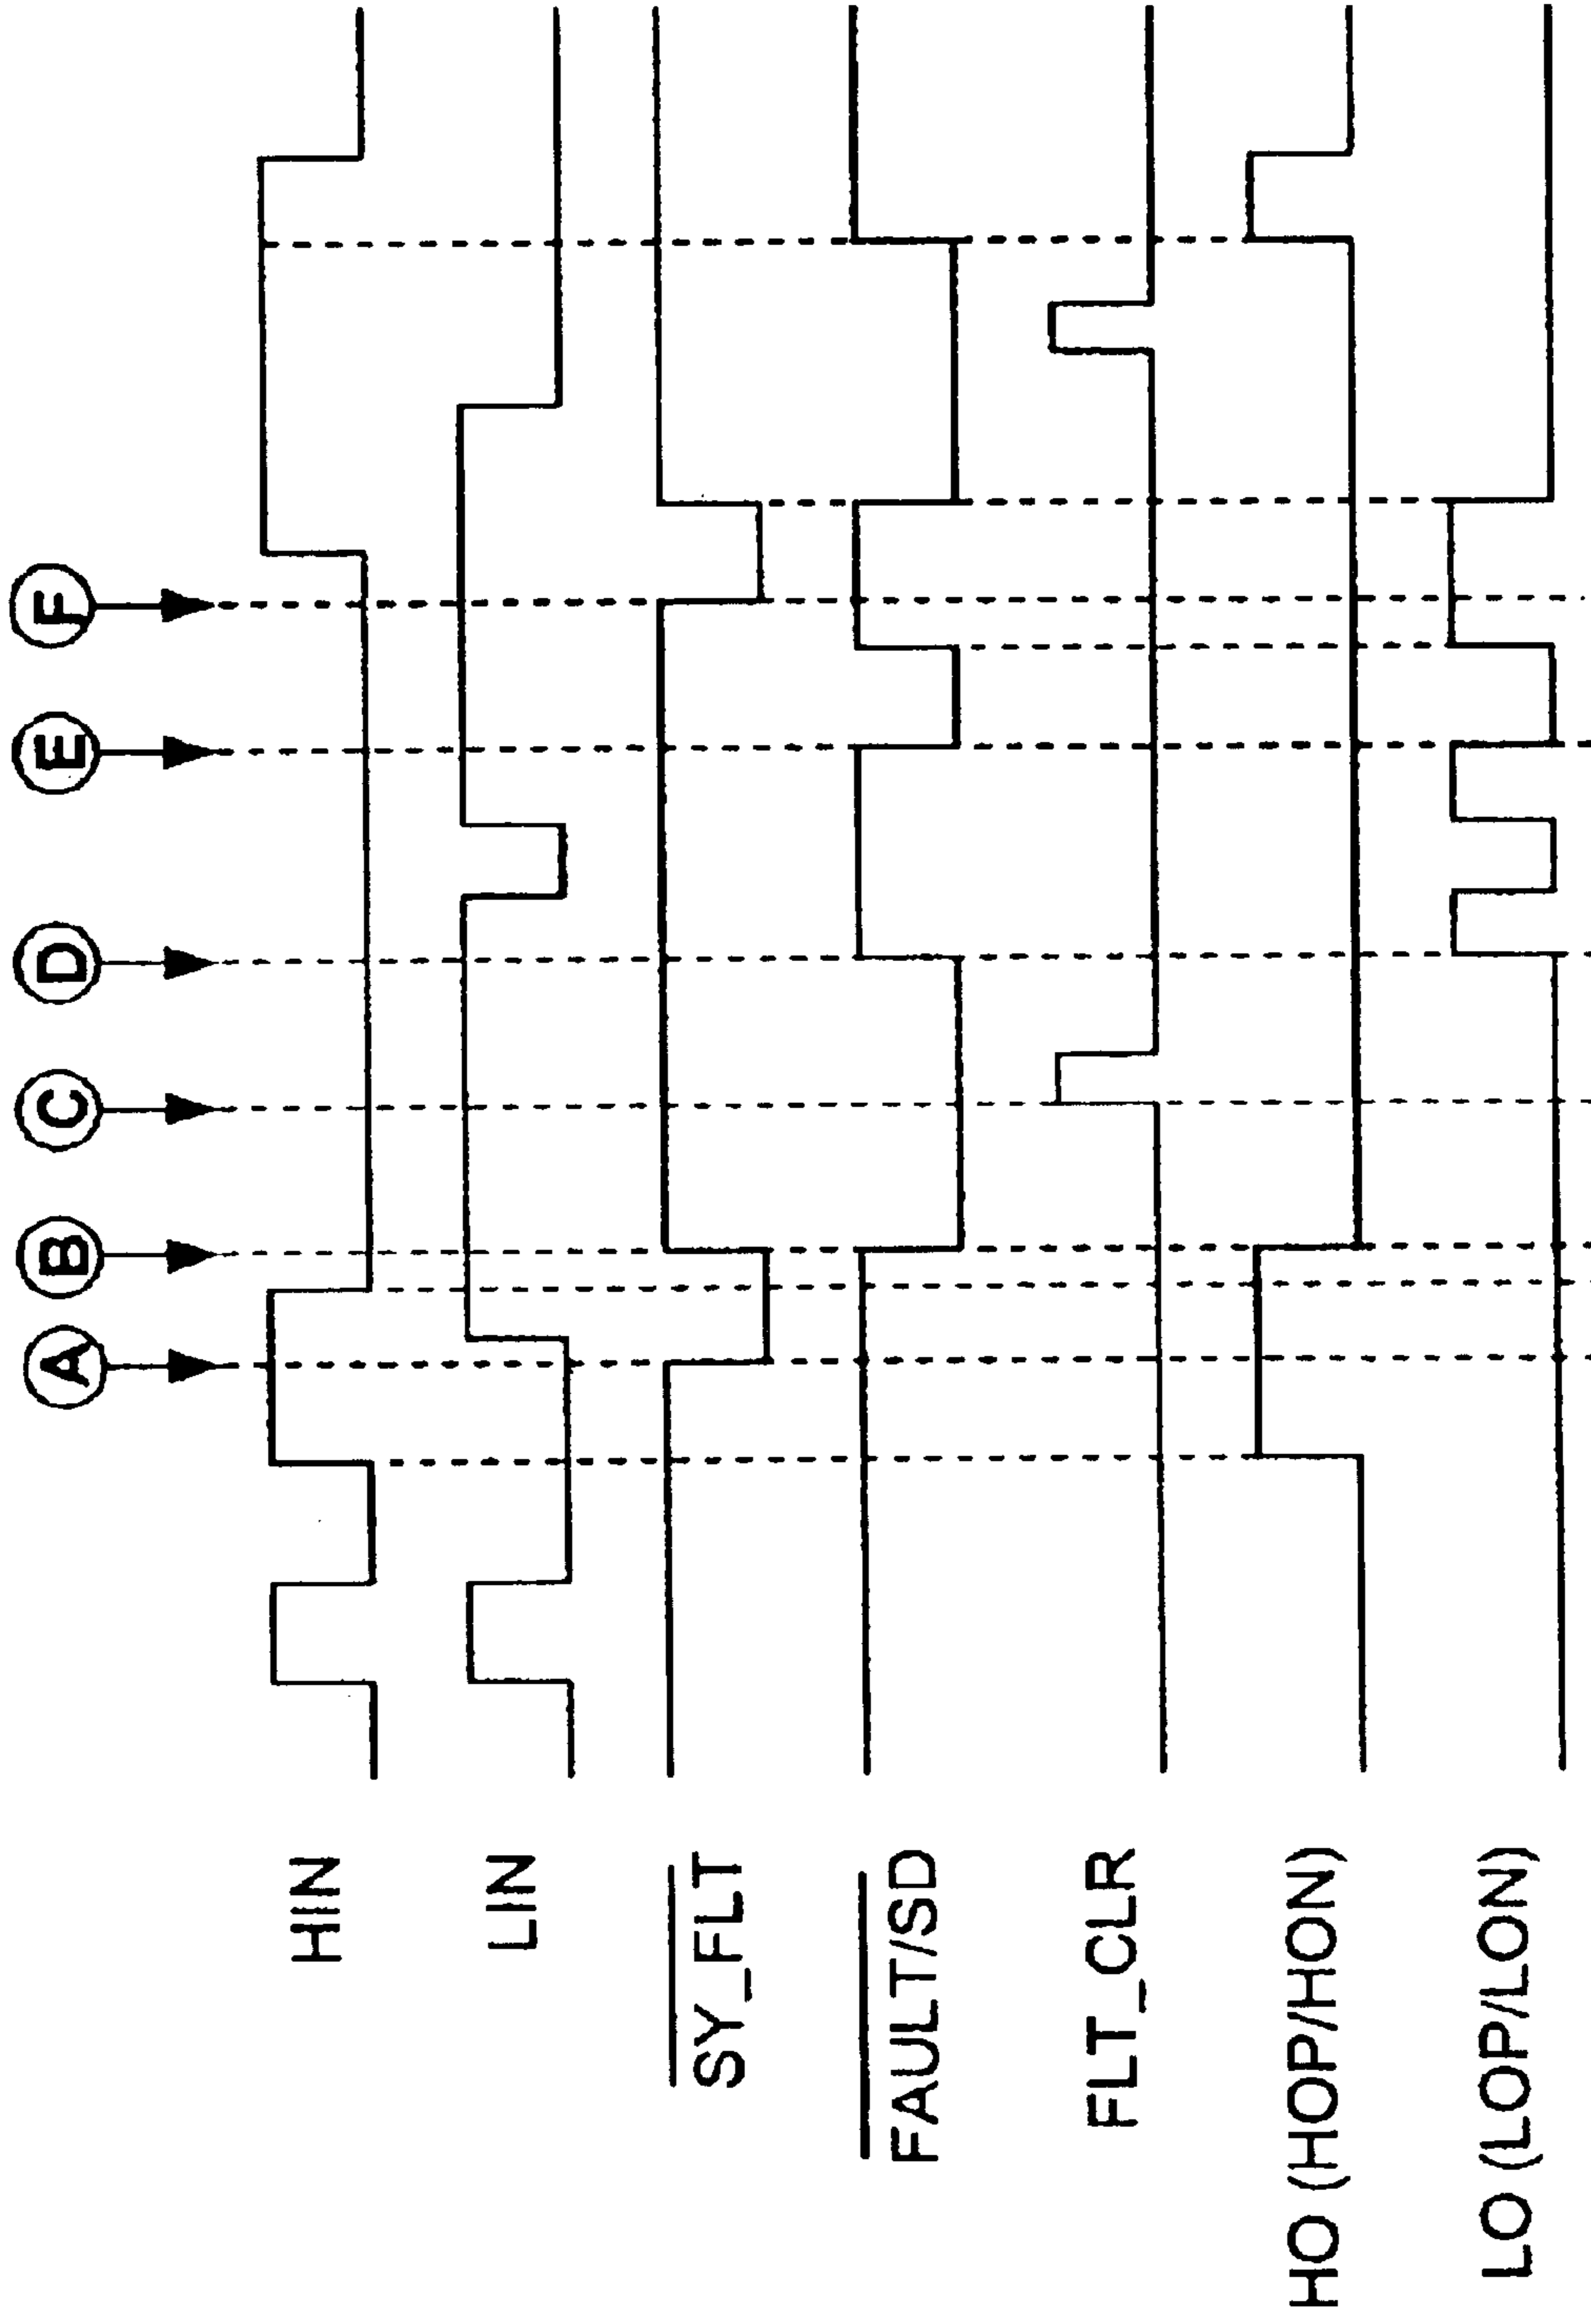 A B C D E F
HIN
LIN
SY_FLT
FAULT/SD
FLT_CLR
HO (HOP/HON)
LO (LOP/LON)